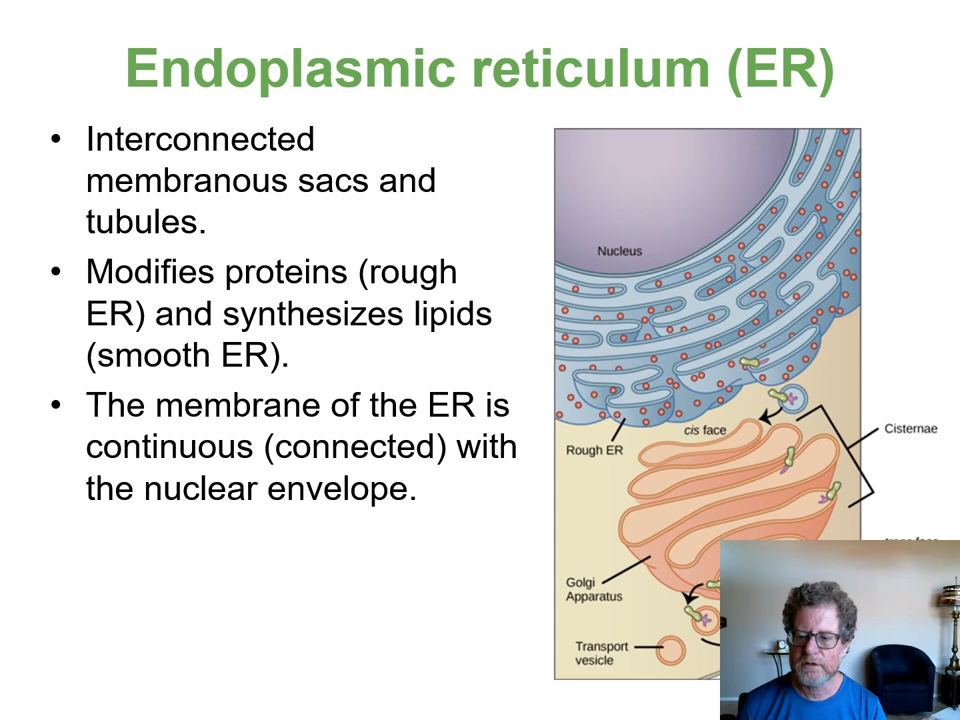 Endoplasmic reticulum (ER)
• Interconnected
membranous sacs and
tubules.
• Modifies proteins (rough
ER) and synthesizes lipids
(smooth ER).
• The membrane of the ER is
continuous (connected) with
the nuclear envelope.
Nucleus
cis face
Rough ER
Cisternae
Golgi
Apparatus
Transport
vesicle